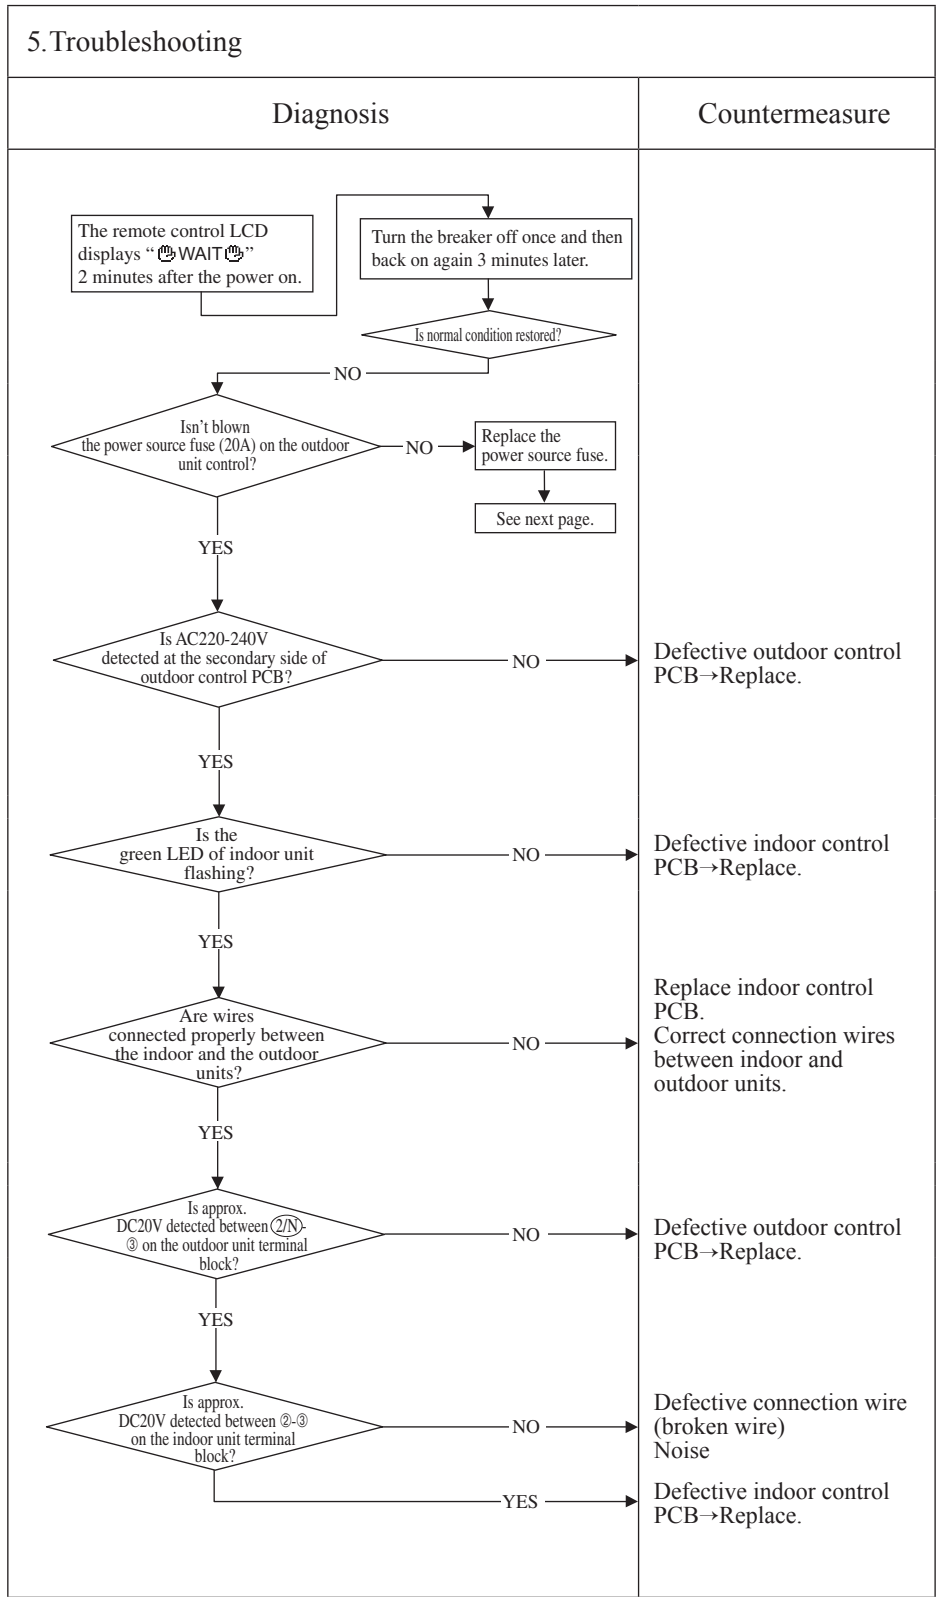 5.Troubleshooting
Diagnosis
Countermeasure
The remote control LCD
displays “ WAIT ”
2 minutes after the power on.
Turn the breaker off once and then
back on again 3 minutes later.
Is normal condition restored?
NO
Isn’t blown
the power source fuse (20A) on the outdoor
unit control?
NO
Replace the
power source fuse.
See next page.
YES
Is AC220-240V
detected at the secondary side of
outdoor control PCB?
NO
Defective outdoor control
PCB→Replace.
YES
Is the
green LED of indoor unit
flashing?
NO
Defective indoor control
PCB→Replace.
YES
Are wires
connected properly between
the indoor and the outdoor
units?
NO
Replace indoor control
PCB.
Correct connection wires
between indoor and
outdoor units.
YES
Is approx.
DC20V detected between 2/N-
③ on the outdoor unit terminal
block?
NO
Defective outdoor control
PCB→Replace.
YES
Is approx.
DC20V detected between ②-③
on the indoor unit terminal
block?
NO
Defective connection wire
(broken wire)
Noise
YES
Defective indoor control
PCB→Replace.